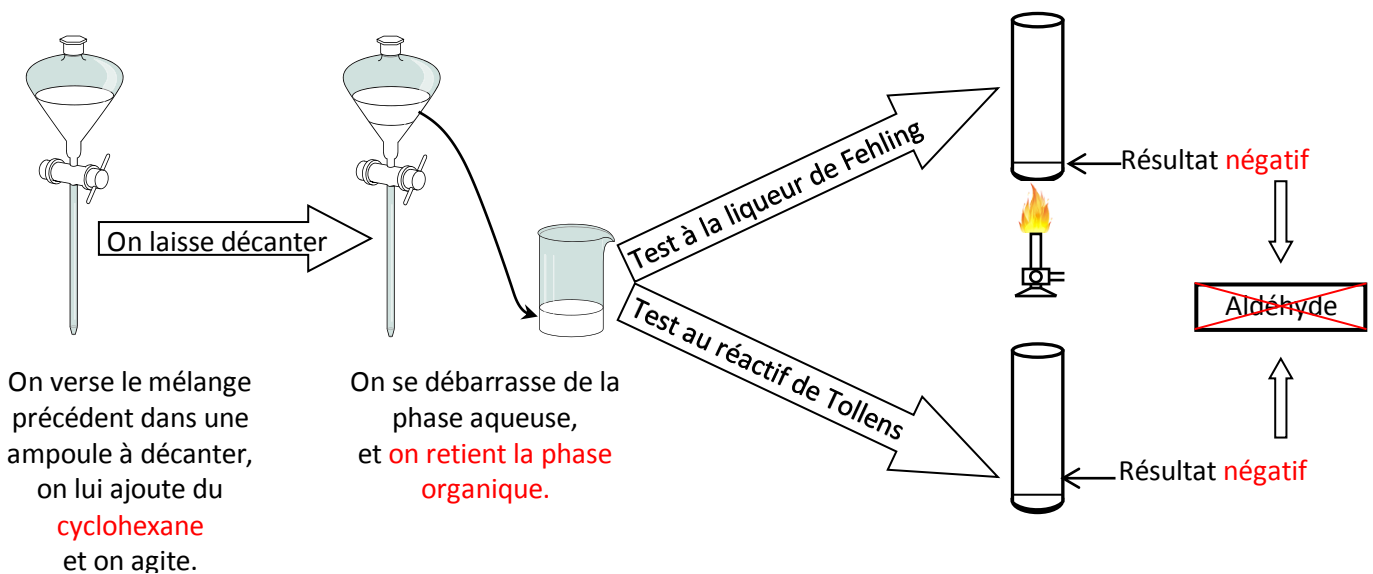 On laisse décanter
On verse le mélange
précédent dans une
ampoule à décanter,
on lui ajoute du
cyclohexane
et on agite.
On se débarrasse de la
phase aqueuse,
et on retient la phase
organique.
Test à la liqueur de Fehling
Test au réactif de Tollens
Résultat négatif
Aldéhyde
Résultat négatif